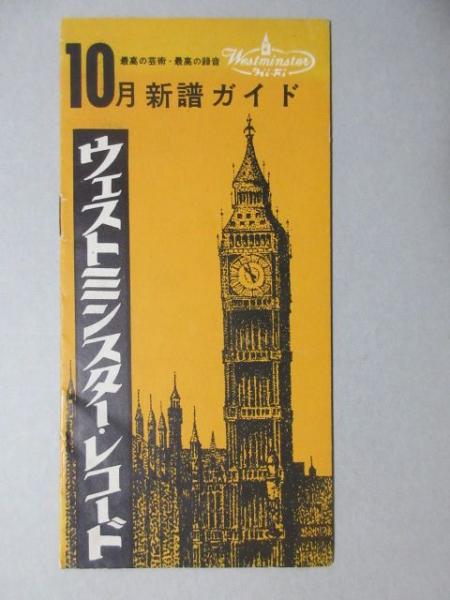 最高の芸術・最高の録音
Westminster
Hi-Fi
10月新譜ガイド
ウェストミンスター・レコード